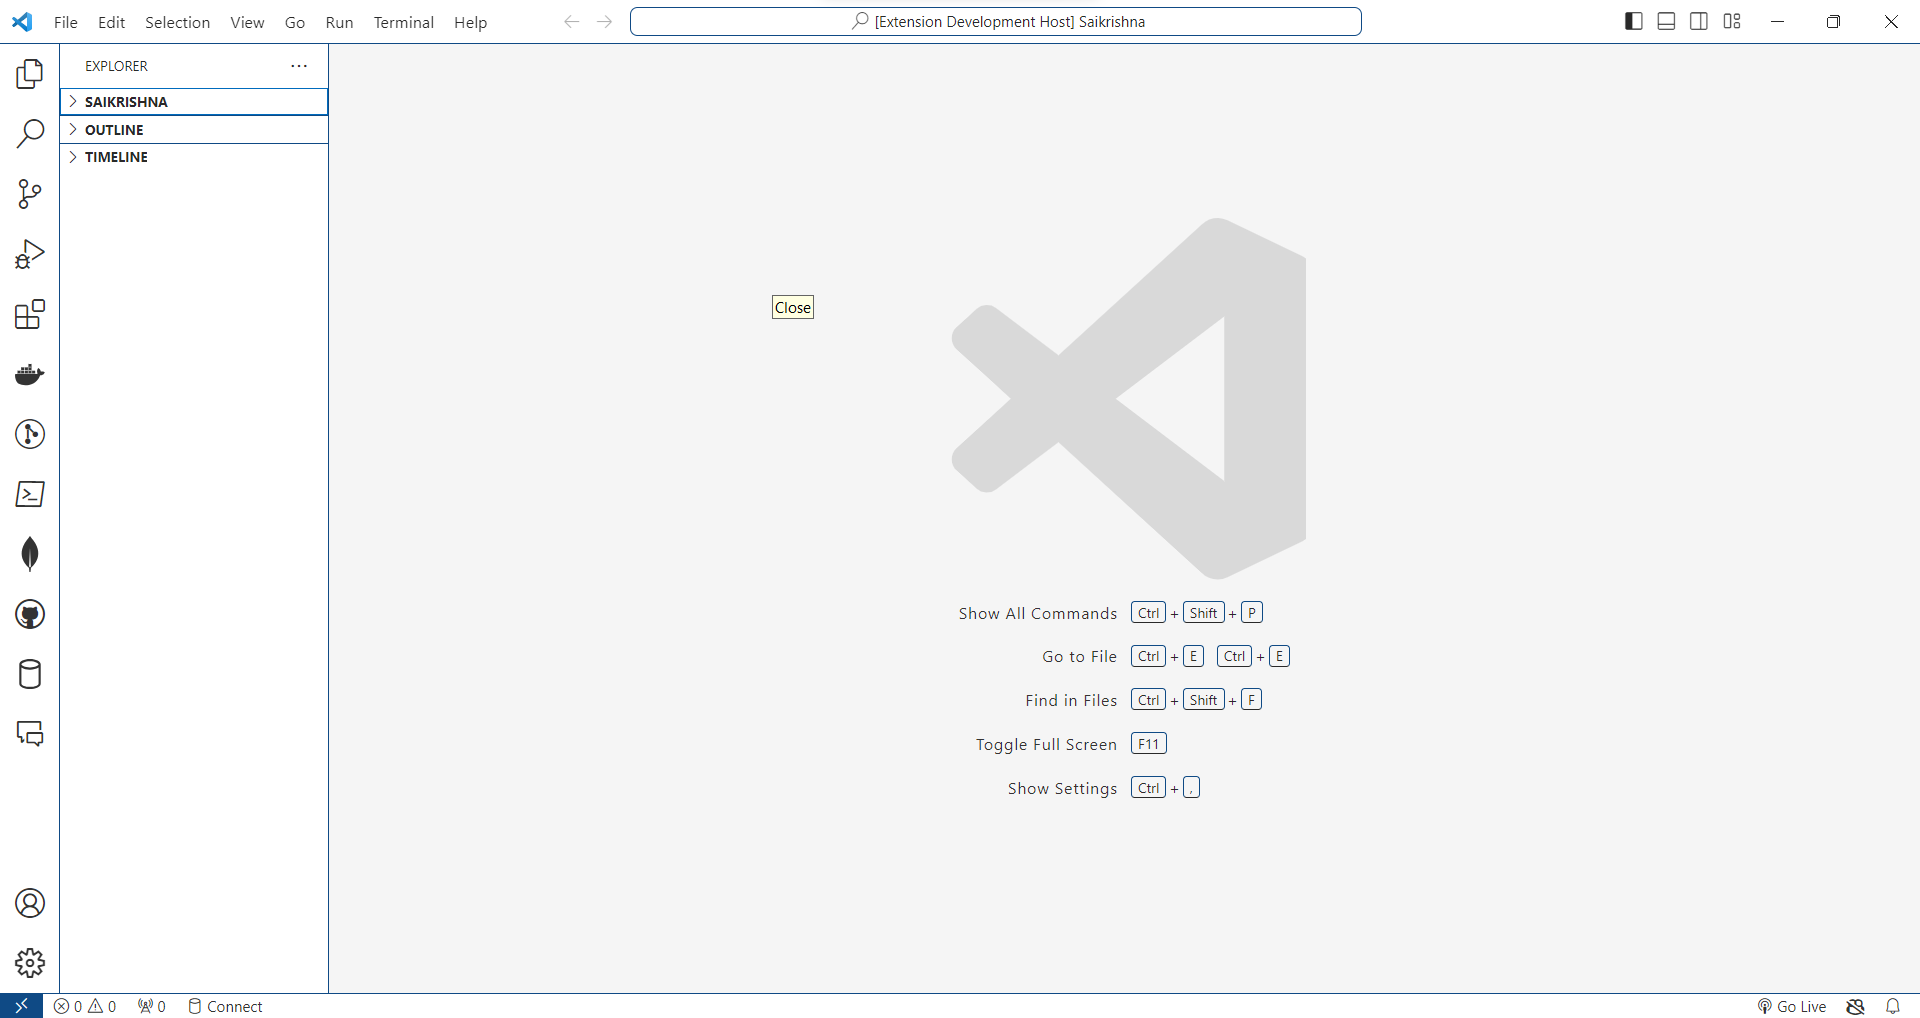 File Edit Selection View Go Run Terminal Help [Extension Development Host] Saikrishna
EXPLORER
SAIKRISHNA
OUTLINE
TIMELINE
Close
Show All Commands Ctrl + Shift + P
Go to File Ctrl + E Ctrl + E
Find in Files Ctrl + Shift + F
Toggle Full Screen F11
Show Settings Ctrl + ,
0 0 0 Connect Go Live